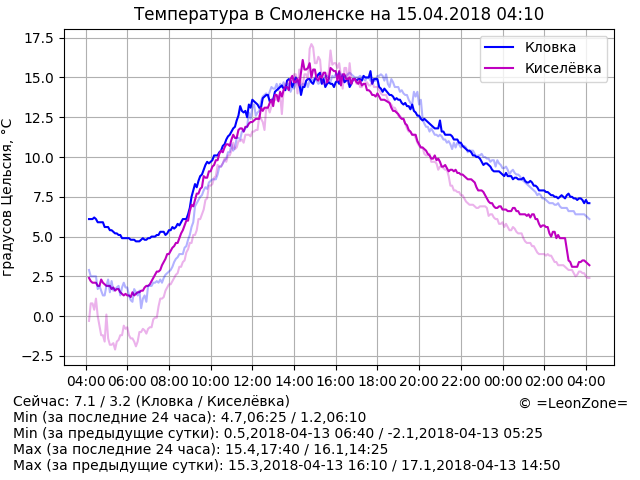 Температура в Смоленске на 15.04.2018 04:10
градусов Цельсия, °C
17.5
15.0
12.5
10.0
7.5
5.0
2.5
0.0
−2.5
Кловка
Киселёвка
04:00 06:00 08:00 10:00 12:00 14:00 16:00 18:00 20:00 22:00 00:00 02:00 04:00
Сейчас: 7.1 / 3.2 (Кловка / Киселёвка)
© =LeonZone=
Min (за последние 24 часа): 4.7,06:25 / 1.2,06:10
Min (за предыдущие сутки): 0.5,2018-04-13 06:40 / -2.1,2018-04-13 05:25
Max (за последние 24 часа): 15.4,17:40 / 16.1,14:25
Max (за предыдущие сутки): 15.3,2018-04-13 16:10 / 17.1,2018-04-13 14:50